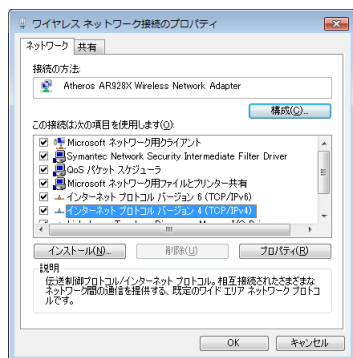 ワイヤレス ネットワーク接続のプロパティ
ネットワーク 共有
接続の方法:
Atheros AR928X Wireless Network Adapter
構成(C)...
この接続は次の項目を使用します(O):
Microsoft ネットワーク用クライアント
Symantec Network Security Intermediate Filter Driver
QoS パケット スケジューラ
Microsoft ネットワーク用ファイルとプリンター共有
インターネット プロトコル バージョン 6 (TCP/IPv6)
インターネット プロトコル バージョン 4 (TCP/IPv4)
インストール(N)... 削除(U) プロパティ(R)
説明
伝送制御プロトコル/インターネット プロトコル。相互接続されたさまざまな
ネットワーク間の通信を提供する、既定のワイド エリア ネットワーク プロトコ
ルです。
OK キャンセル